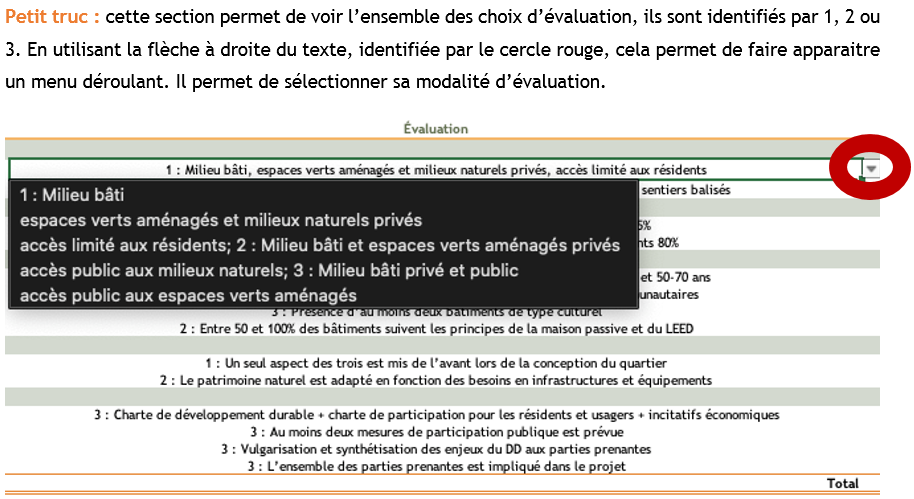 Petit truc : cette section permet de voir l’ensemble des choix d’évaluation, ils sont identifiés par 1, 2 ou
3. En utilisant la flèche à droite du texte, identifiée par le cercle rouge, cela permet de faire apparaitre
un menu déroulant. Il permet de sélectionner sa modalité d’évaluation.
Évaluation
1 : Milieu bâti, espaces verts aménagés et milieux naturels privés, accès limité aux résidents
sentiers balisés
1 : Milieu bâti
espaces verts aménagés et milieux naturels privés
accès limité aux résidents; 2 : Milieu bâti et espaces verts aménagés privés
accès public aux milieux naturels; 3 : Milieu bâti privé et public
accès public aux espaces verts aménagés
80%
et 50-70 ans
3 : Présence d’au moins deux bâtiments de type culturel
2 : Entre 50 et 100% des bâtiments suivent les principes de la maison passive et du LEED
1 : Un seul aspect des trois est mis de l’avant lors de la conception du quartier
2 : Le patrimoine naturel est adapté en fonction des besoins en infrastructures et équipements
3 : Charte de développement durable + charte de participation pour les résidents et usagers + incitatifs économiques
3 : Au moins deux mesures de participation publique est prévue
3 : Vulgarisation et synthétisation des enjeux du DD aux parties prenantes
3 : L’ensemble des parties prenantes est impliqué dans le projet
Total